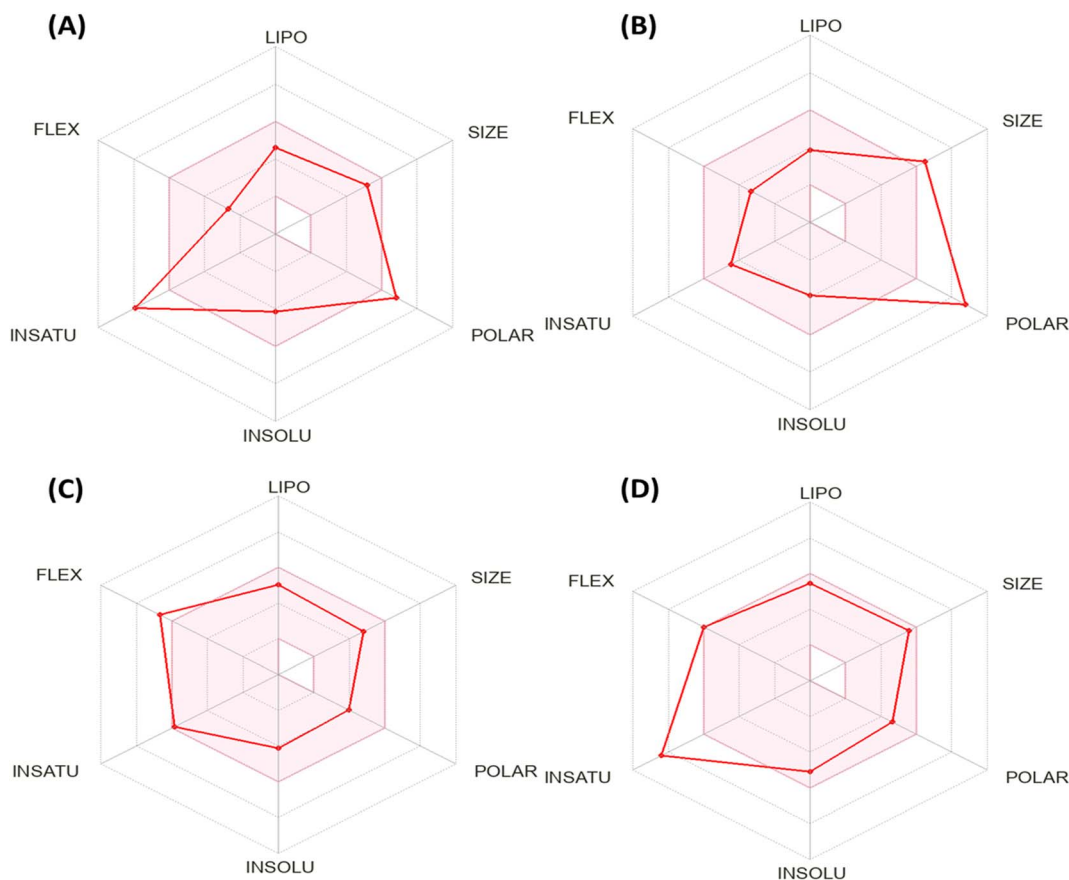 (A)
LIPO
FLEX
SIZE
INSATU
POLAR
INSOLU
(B)
LIPO
FLEX
SIZE
INSATU
POLAR
INSOLU
(C)
LIPO
FLEX
SIZE
INSATU
POLAR
INSOLU
(D)
LIPO
FLEX
SIZE
INSATU
POLAR
INSOLU